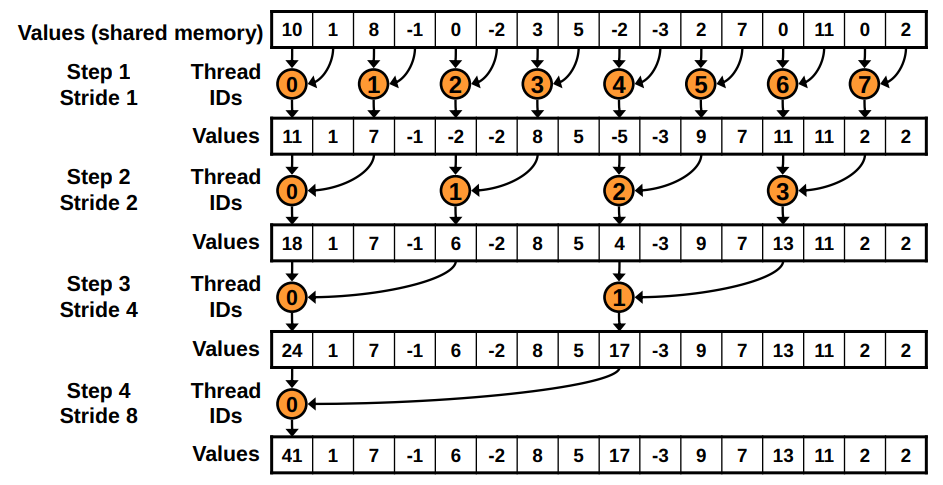 Values (shared memory) 10 1 8 -1 0 -2 3 5 -2 -3 2 7 0 11 0 2
Step 1 Thread
Stride 1 IDs
0 1 2 3 4 5 6 7
Values 11 1 7 -1 -2 -2 8 5 -5 -3 9 7 11 11 2 2
Step 2 Thread
Stride 2 IDs
0 1 2 3
Values 18 1 7 -1 6 -2 8 5 4 -3 9 7 13 11 2 2
Step 3 Thread
Stride 4 IDs
0 1
Values 24 1 7 -1 6 -2 8 5 17 -3 9 7 13 11 2 2
Step 4 Thread
Stride 8 IDs
0
Values 41 1 7 -1 6 -2 8 5 17 -3 9 7 13 11 2 2